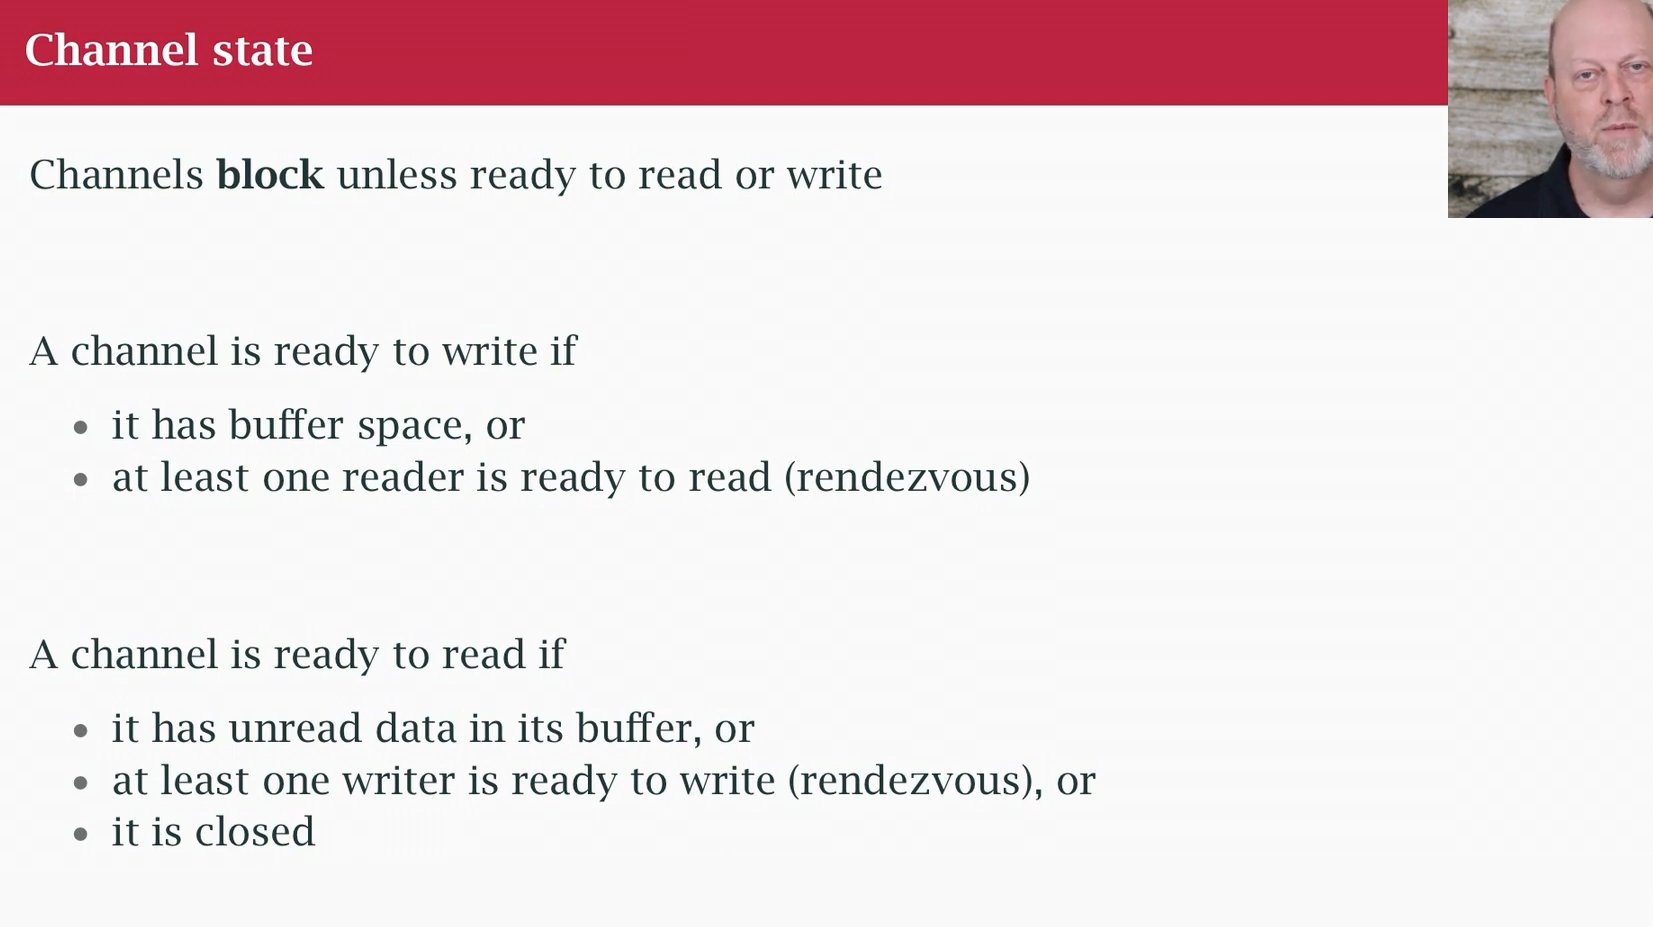 Channel state
Channels block unless ready to read or write
A channel is ready to write if
• it has buffer space, or
• at least one reader is ready to read (rendezvous)
A channel is ready to read if
• it has unread data in its buffer, or
• at least one writer is ready to write (rendezvous), or
• it is closed